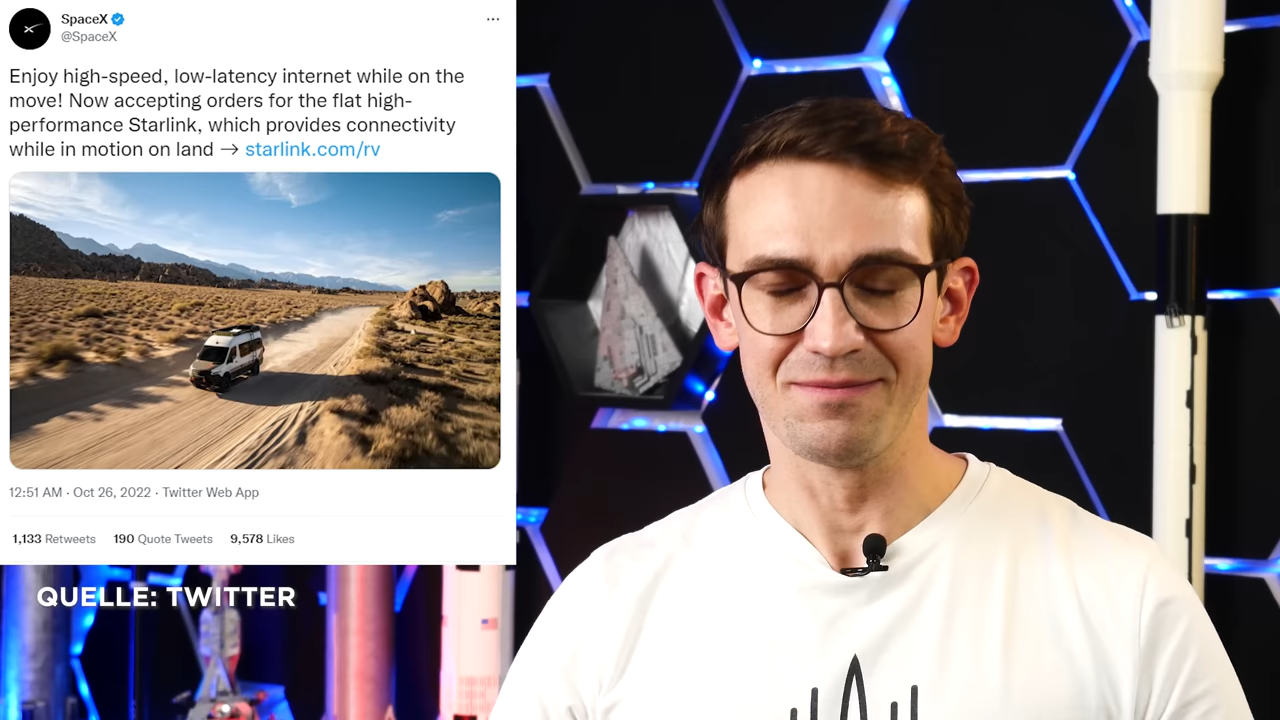 SpaceX
@SpaceX
Enjoy high-speed, low-latency internet while on the
move! Now accepting orders for the flat high-
performance Starlink, which provides connectivity
while in motion on land → starlink.com/rv
12:51 AM · Oct 26, 2022 · Twitter Web App
1,133 Retweets 190 Quote Tweets 9,578 Likes
QUELLE: TWITTER